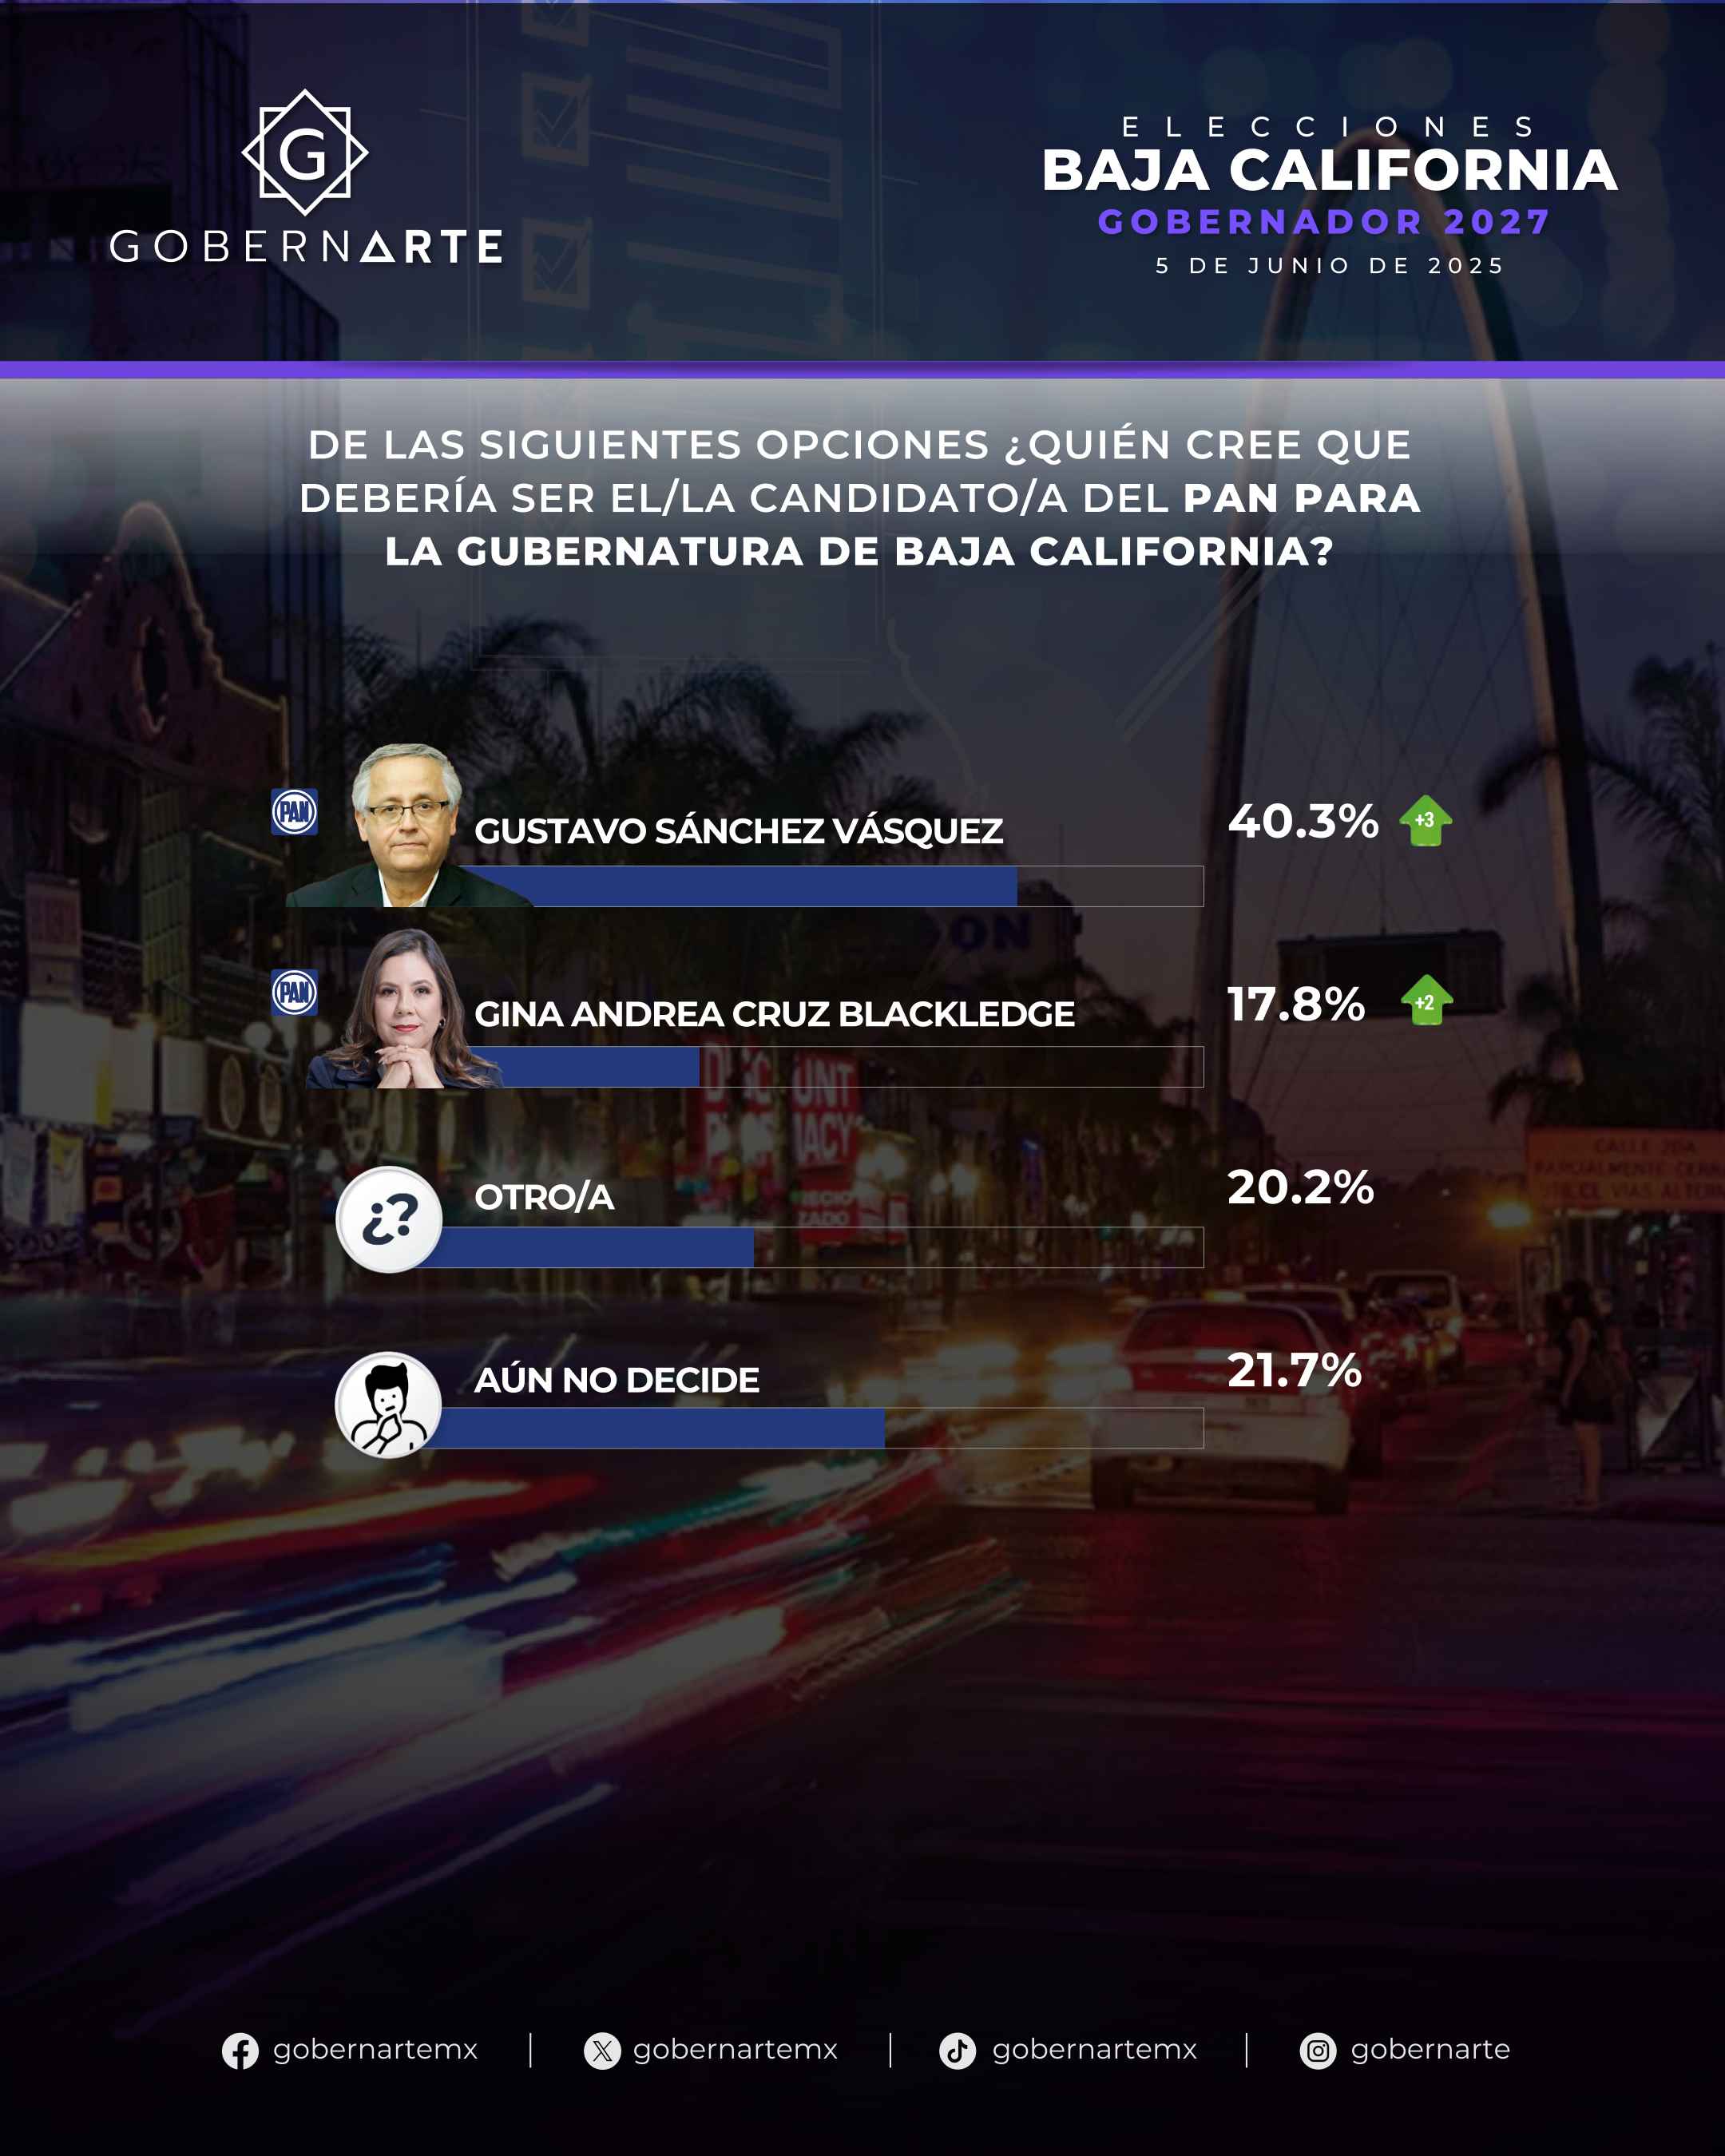 G
GOBERNARTE
ELECCIONES
BAJA CALIFORNIA
GOBERNADOR 2027
5 DE JUNIO DE 2025
DE LAS SIGUIENTES OPCIONES ¿QUIÉN CREE QUE
DEBERÍA SER EL/LA CANDIDATO/A DEL PAN PARA
LA GUBERNATURA DE BAJA CALIFORNIA?
PAN
GUSTAVO SÁNCHEZ VÁSQUEZ
40.3%
+3
PAN
GINA ANDREA CRUZ BLACKLEDGE
17.8%
+2
¿?
OTRO/A
20.2%
AÚN NO DECIDE
21.7%
gobernartemx | gobernartemx | gobernartemx | gobernarte